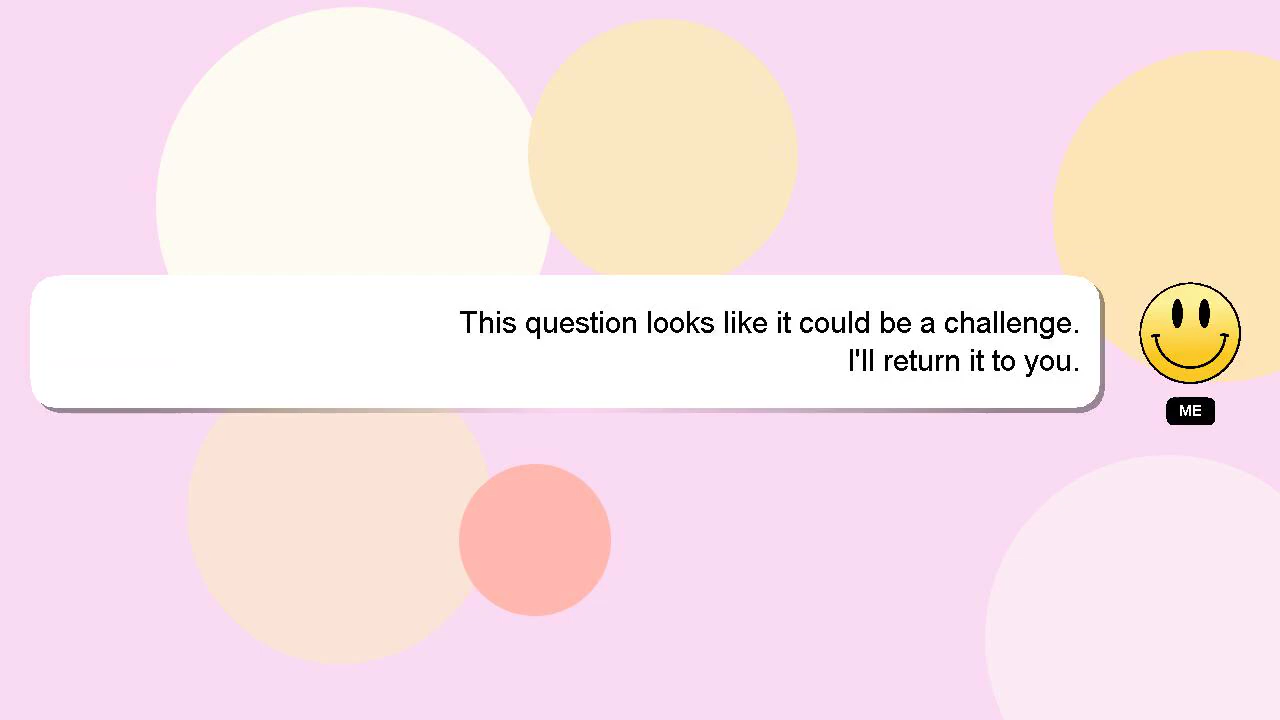 This question looks like it could be a challenge.
I'll return it to you.
ME